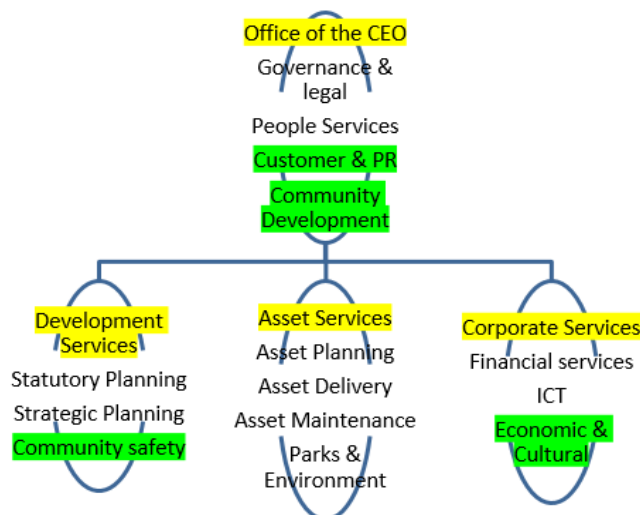 Office of the CEO
Governance &
legal
People Services
Customer & PR
Community
Development
Development
Services
Statutory Planning
Strategic Planning
Community safety
Asset Services
Asset Planning
Asset Delivery
Asset Maintenance
Parks &
Environment
Corporate Services
Financial services
ICT
Economic &
Cultural